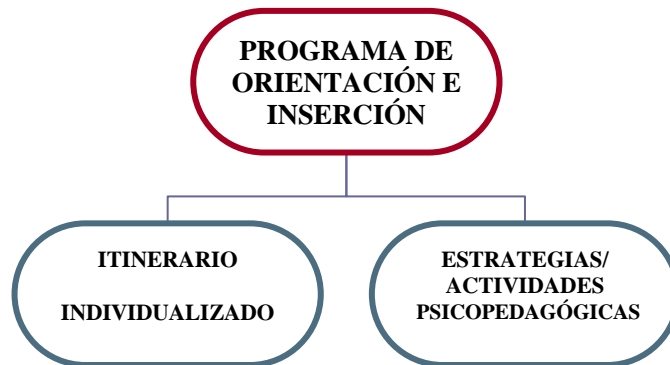 PROGRAMA DE
ORIENTACIÓN E
INSERCIÓN
ITINERARIO
INDIVIDUALIZADO
ESTRATEGIAS/
ACTIVIDADES
PSICOPEDAGÓGICAS